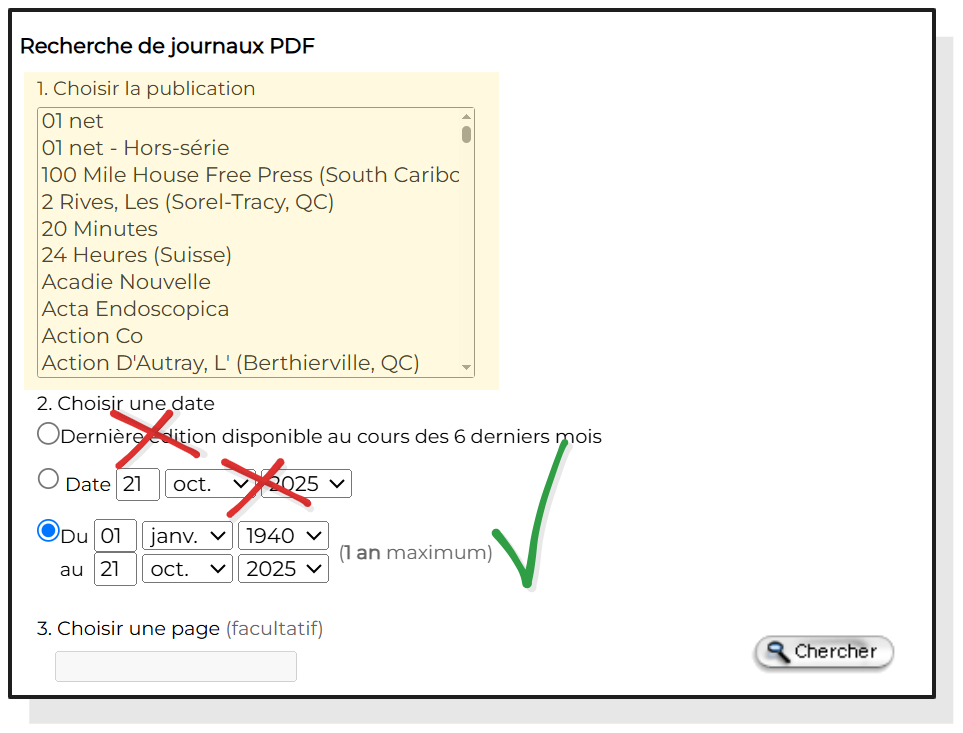 Recherche de journaux PDF
1. Choisir la publication
01 net
01 net - Hors-série
100 Mile House Free Press (South Caribo
2 Rives, Les (Sorel-Tracy, QC)
20 Minutes
24 Heures (Suisse)
Acadie Nouvelle
Acta Endoscopica
Action Co
Action D'Autray, L' (Berthierville, QC)
2. Choisir une date
Dernière édition disponible au cours des 6 derniers mois
Date 21 oct. 2025
Du 01 janv. 1940
(1 an maximum)
au 21 oct. 2025
3. Choisir une page (facultatif)
Chercher